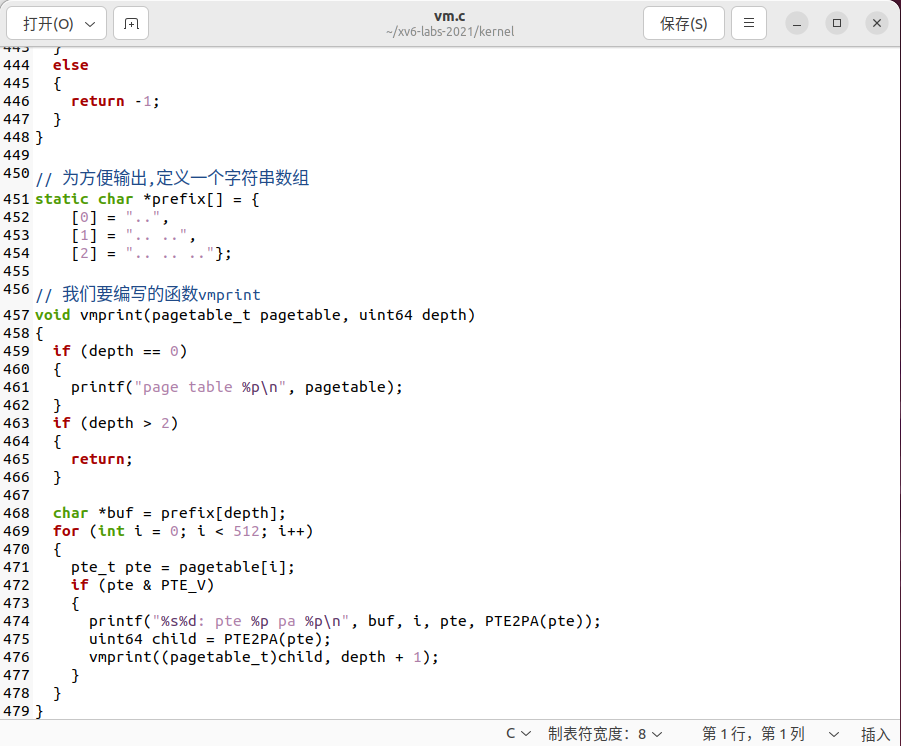 打开(O)
vm.c
~/xv6-labs-2021/kernel
保存(S)
443   }
444   else
445   {
446     return -1;
447   }
448 }
449
450 // 为方便输出,定义一个字符串数组
451 static char *prefix[] = {
452     [0] = "..",
453     [1] = ".. ..",
454     [2] = ".. .. .."};
455
456 // 我们要编写的函数vmprint
457 void vmprint(pagetable_t pagetable, uint64 depth)
458 {
459   if (depth == 0)
460   {
461     printf("page table %p\n", pagetable);
462   }
463   if (depth > 2)
464   {
465     return;
466   }
467
468   char *buf = prefix[depth];
469   for (int i = 0; i < 512; i++)
470   {
471     pte_t pte = pagetable[i];
472     if (pte & PTE_V)
473     {
474       printf("%s%d: pte %p pa %p\n", buf, i, pte, PTE2PA(pte));
475       uint64 child = PTE2PA(pte);
476       vmprint((pagetable_t)child, depth + 1);
477     }
478   }
479 }
C 制表符宽度：8 第 1 行，第 1 列 插入